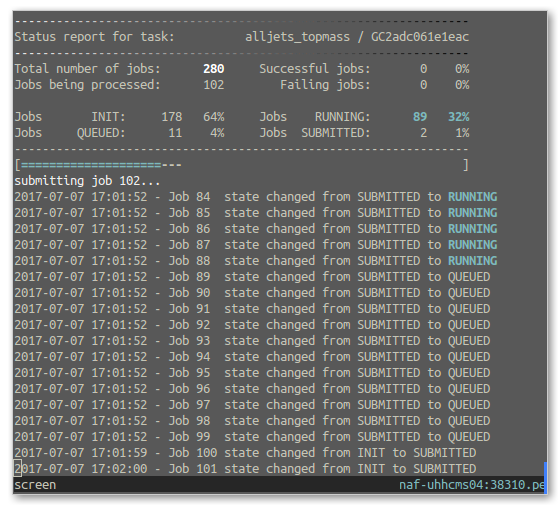 --------------------------------------------------------------
Status report for task: alljets_topmass / GC2adc061e1eac
--------------------------------------------------------------
Total number of jobs: 280 Successful jobs: 0 0%
Jobs being processed: 102 Failing jobs: 0 0%
Jobs INIT: 178 64% Jobs RUNNING: 89 32%
Jobs QUEUED: 11 4% Jobs SUBMITTED: 2 1%
--------------------------------------------------------------
[====================--- ]
submitting job 102...
2017-07-07 17:01:52 - Job 84 state changed from SUBMITTED to RUNNING
2017-07-07 17:01:52 - Job 85 state changed from SUBMITTED to RUNNING
2017-07-07 17:01:52 - Job 86 state changed from SUBMITTED to RUNNING
2017-07-07 17:01:52 - Job 87 state changed from SUBMITTED to RUNNING
2017-07-07 17:01:52 - Job 88 state changed from SUBMITTED to RUNNING
2017-07-07 17:01:52 - Job 89 state changed from SUBMITTED to QUEUED
2017-07-07 17:01:52 - Job 90 state changed from SUBMITTED to QUEUED
2017-07-07 17:01:52 - Job 91 state changed from SUBMITTED to QUEUED
2017-07-07 17:01:52 - Job 92 state changed from SUBMITTED to QUEUED
2017-07-07 17:01:52 - Job 93 state changed from SUBMITTED to QUEUED
2017-07-07 17:01:52 - Job 94 state changed from SUBMITTED to QUEUED
2017-07-07 17:01:52 - Job 95 state changed from SUBMITTED to QUEUED
2017-07-07 17:01:52 - Job 96 state changed from SUBMITTED to QUEUED
2017-07-07 17:01:52 - Job 97 state changed from SUBMITTED to QUEUED
2017-07-07 17:01:52 - Job 98 state changed from SUBMITTED to QUEUED
2017-07-07 17:01:52 - Job 99 state changed from SUBMITTED to QUEUED
2017-07-07 17:01:59 - Job 100 state changed from INIT to SUBMITTED
2017-07-07 17:02:00 - Job 101 state changed from INIT to SUBMITTED
screen naf-uhhcms04:38310.pe